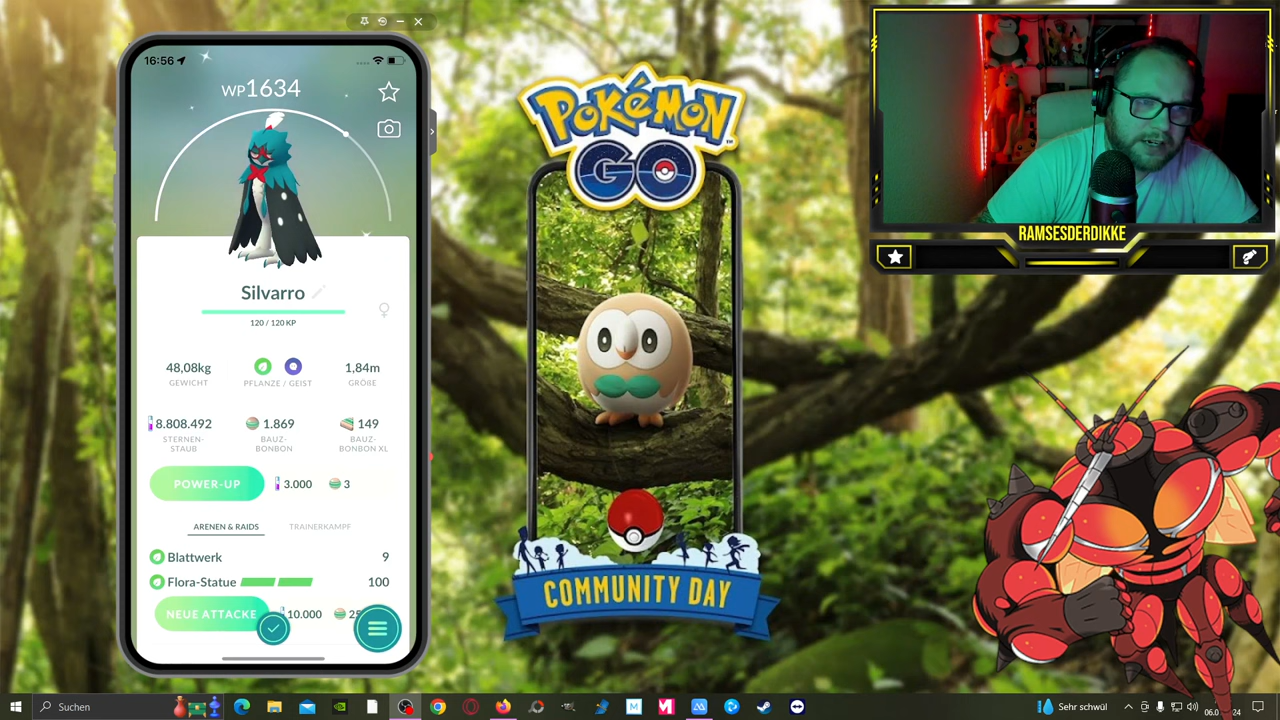 16:56
WP1634
Silvarro
120 / 120 KP
48,08kg
GEWICHT
PFLANZE / GEIST
1,84m
GRÖßE
8.808.492
STERNEN-
STAUB
1.869
BAUZ-
BONBON
149
BAUZ-
BONBON XL
POWER-UP
3.000
3
ARENEN & RAIDS
TRAINERKAMPF
Blattwerk
9
Flora-Statue
100
NEUE ATTACKE
10.000
POKÉMON
GO
COMMUNITY DAY
RAMSESDERDIKKE
Suchen
Sehr schwül